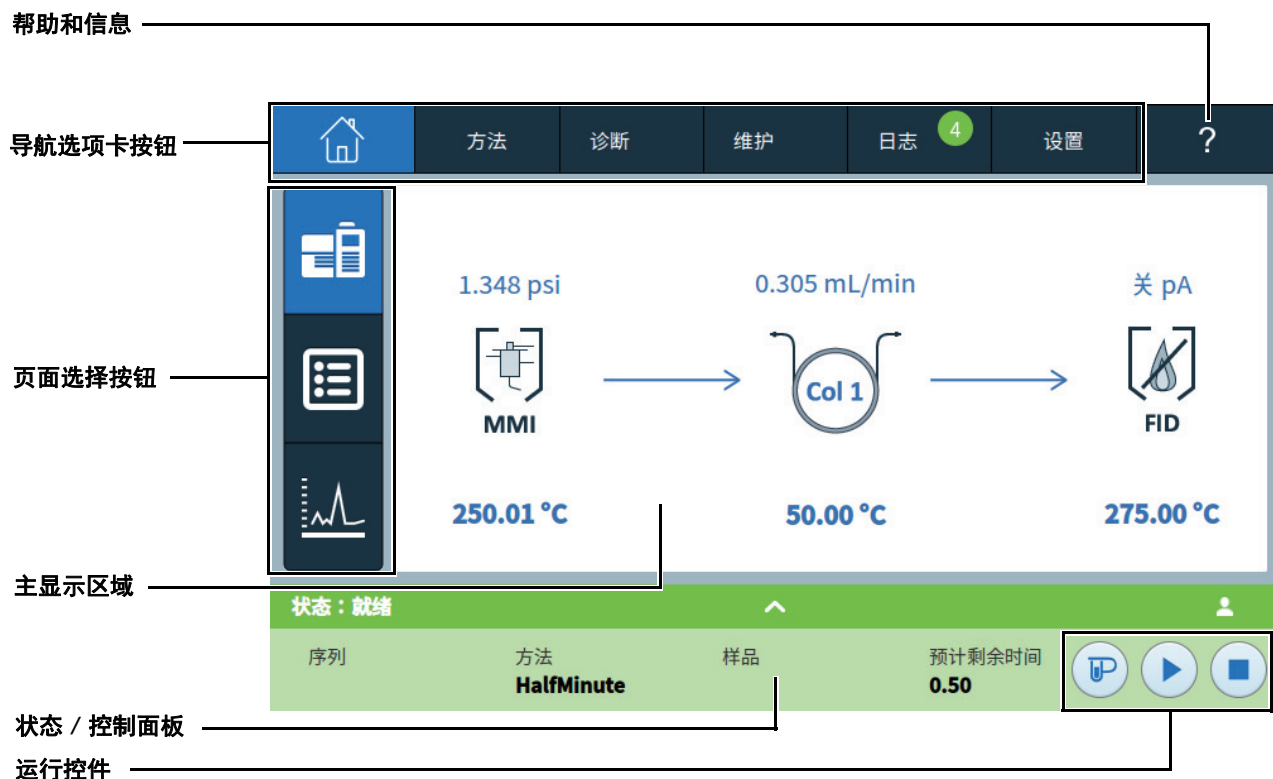 帮助和信息
导航选项卡按钮
方法 诊断 维护 日志 4 设置 ?
页面选择按钮
1.348 psi 0.305 mL/min 关 pA
Col 1
MMI FID
250.01 °C 50.00 °C 275.00 °C
主显示区域
状态：就绪
序列 方法 样品 预计剩余时间
HalfMinute 0.50
状态 / 控制面板
运行控件